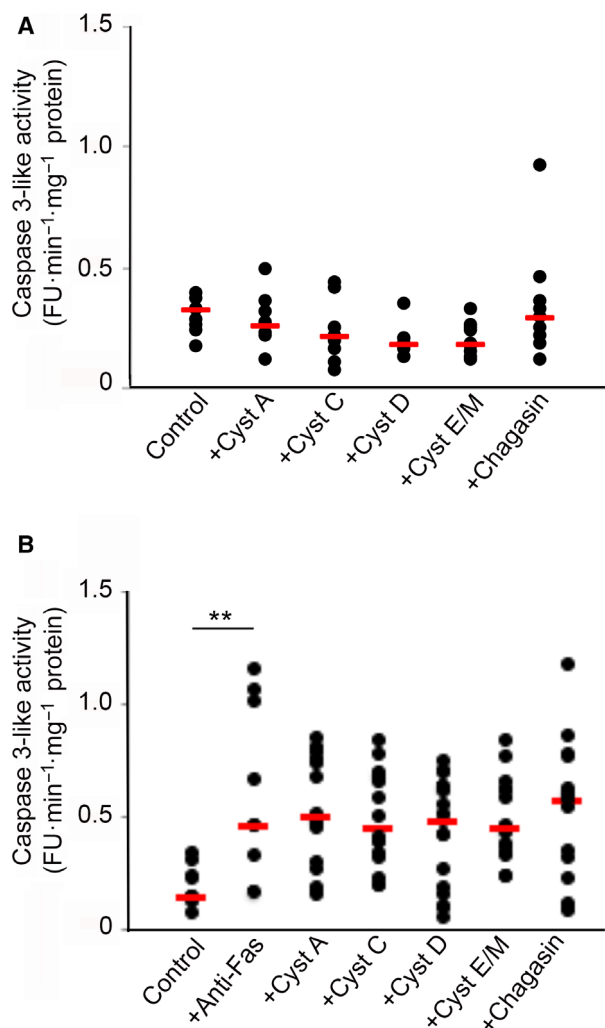 A
Caspase 3-like activity
(FU·min⁻¹·mg⁻¹ protein)
1.5
1.0
0.5
0
Control
+Cyst A
+Cyst C
+Cyst D
+Cyst E/M
+Chagasin
B
Caspase 3-like activity
(FU·min⁻¹·mg⁻¹ protein)
1.5
1.0
0.5
0
**
Control
+Anti-Fas
+Cyst A
+Cyst C
+Cyst D
+Cyst E/M
+Chagasin